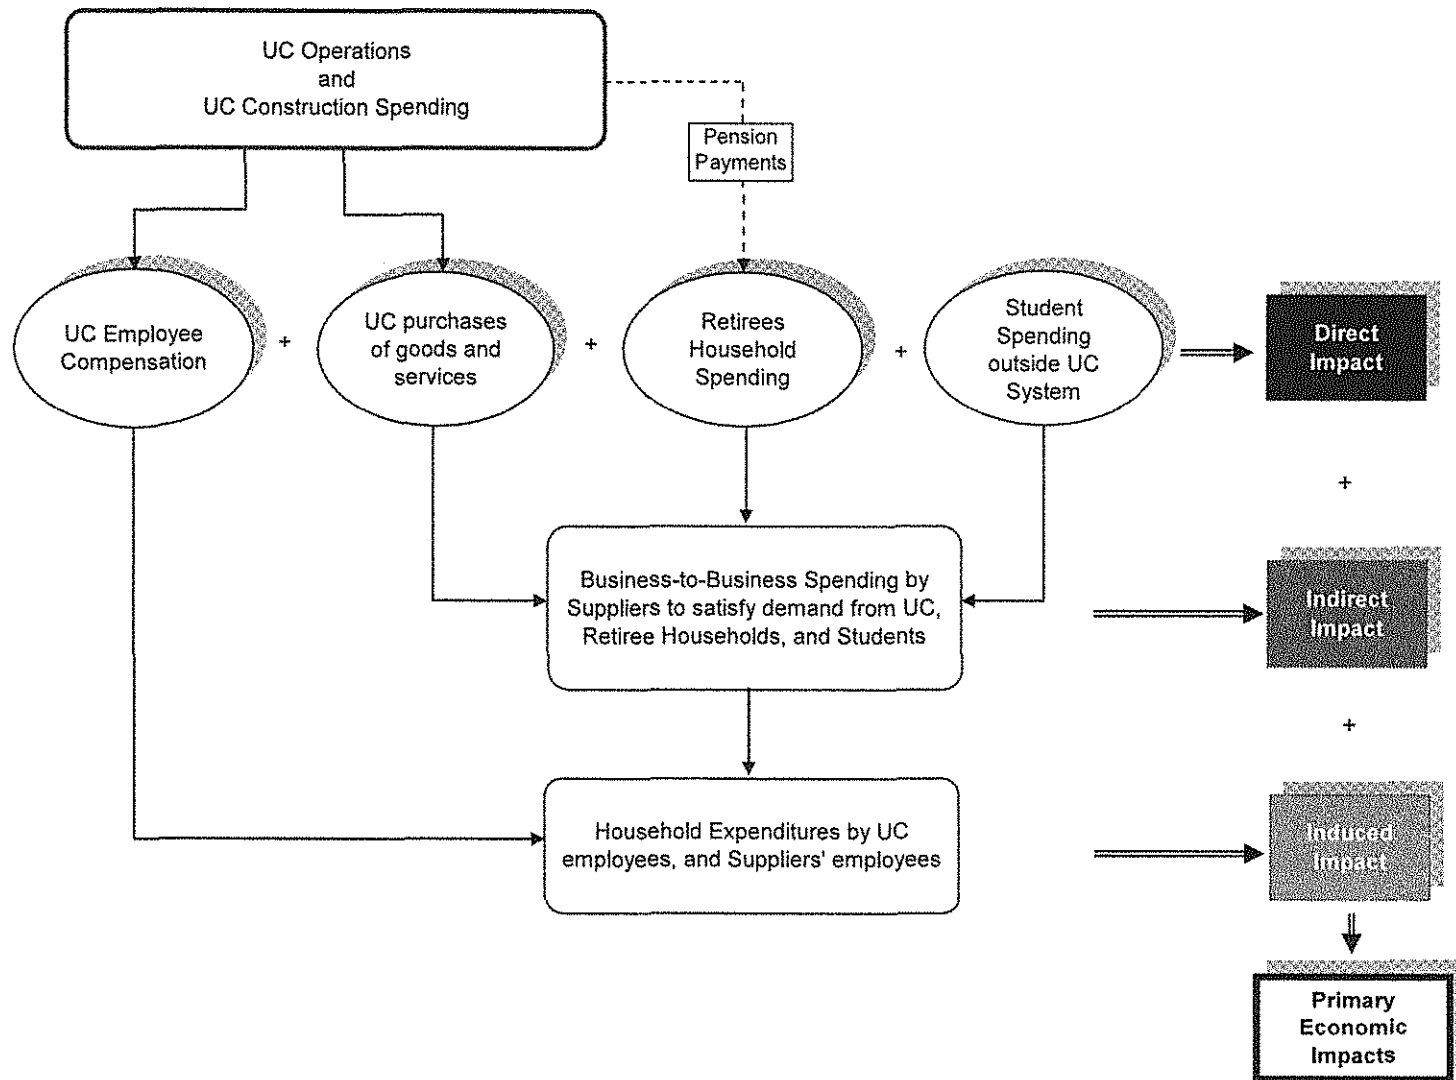 UC Operations
and
UC Construction Spending
Pension
Payments
UC Employee
Compensation
+
UC purchases
of goods and
services
+
Retirees
Household
Spending
+
Student
Spending
outside UC
System
Direct
Impact
+
Business-to-Business Spending by
Suppliers to satisfy demand from UC,
Retiree Households, and Students
Indirect
Impact
+
Household Expenditures by UC
employees, and Suppliers' employees
Induced
Impact
Primary
Economic
Impacts